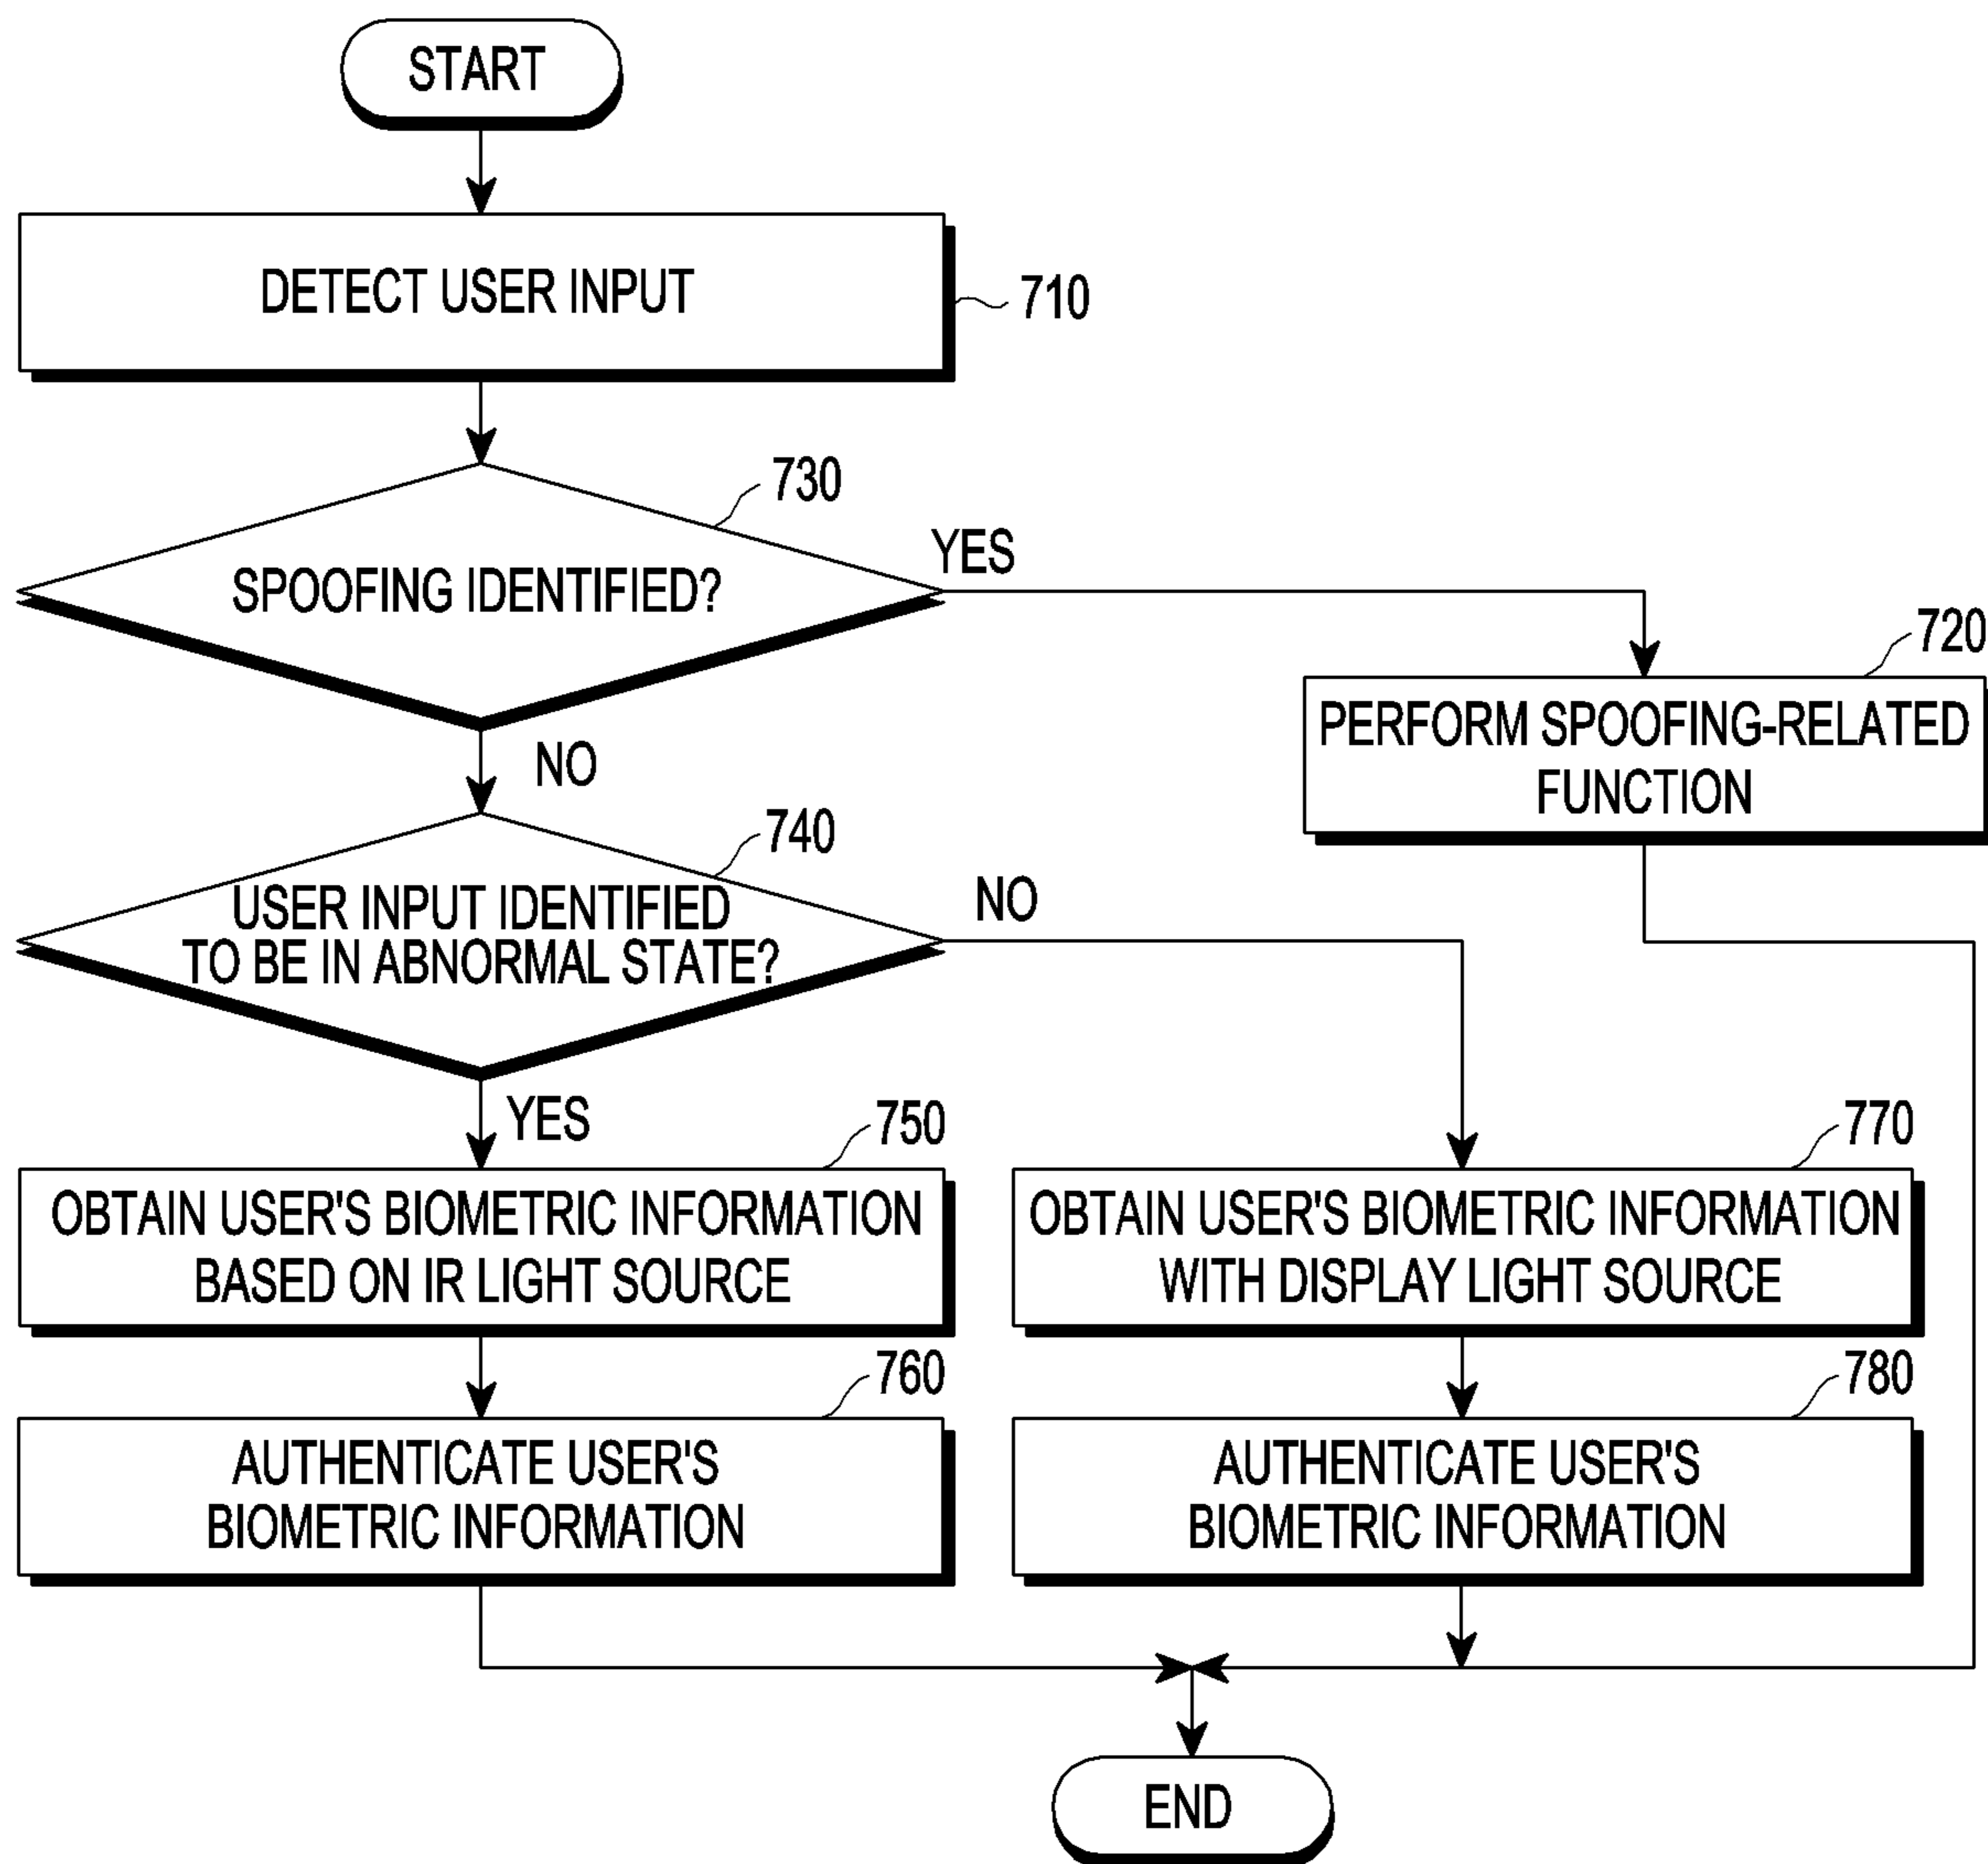 START
DETECT USER INPUT
710
730
SPOOFING IDENTIFIED?
YES
NO
720
PERFORM SPOOFING-RELATED
FUNCTION
740
USER INPUT IDENTIFIED
TO BE IN ABNORMAL STATE?
NO
YES
750
OBTAIN USER'S BIOMETRIC INFORMATION
BASED ON IR LIGHT SOURCE
770
OBTAIN USER'S BIOMETRIC INFORMATION
WITH DISPLAY LIGHT SOURCE
760
AUTHENTICATE USER'S
BIOMETRIC INFORMATION
780
AUTHENTICATE USER'S
BIOMETRIC INFORMATION
END